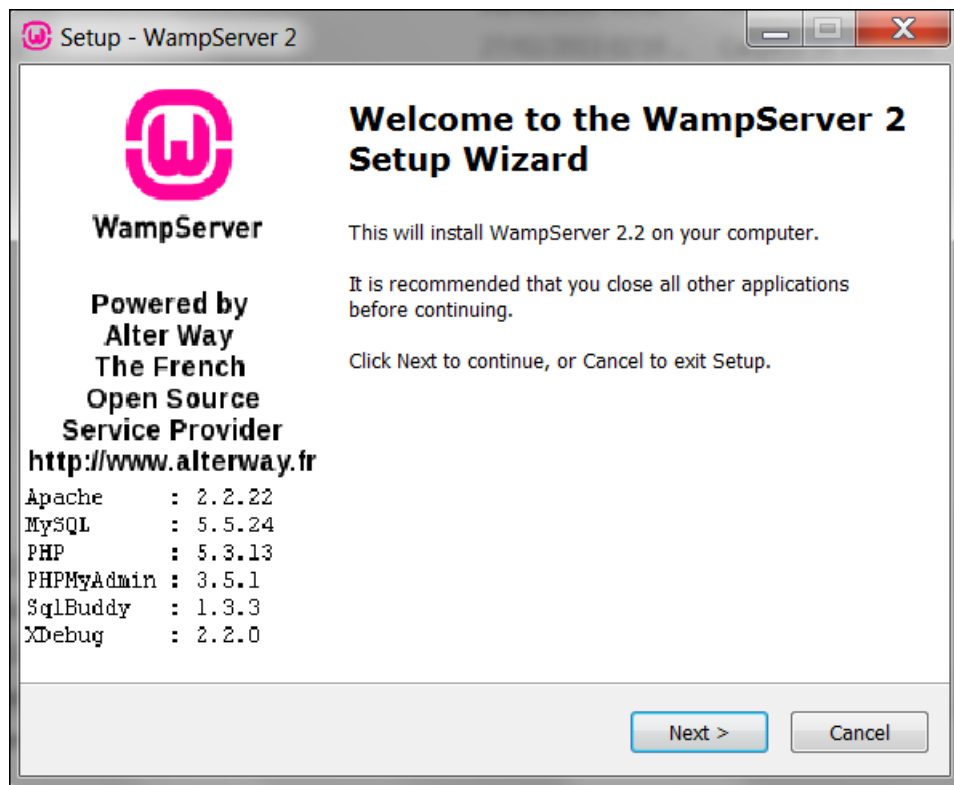 Setup - WampServer 2
WampServer
Powered by
Alter Way
The French
Open Source
Service Provider
http://www.alterway.fr
Apache : 2.2.22
MySQL : 5.5.24
PHP : 5.3.13
PHPMyAdmin : 3.5.1
SqlBuddy : 1.3.3
XDebug : 2.2.0
Welcome to the WampServer 2
Setup Wizard
This will install WampServer 2.2 on your computer.
It is recommended that you close all other applications
before continuing.
Click Next to continue, or Cancel to exit Setup.
Next >
Cancel